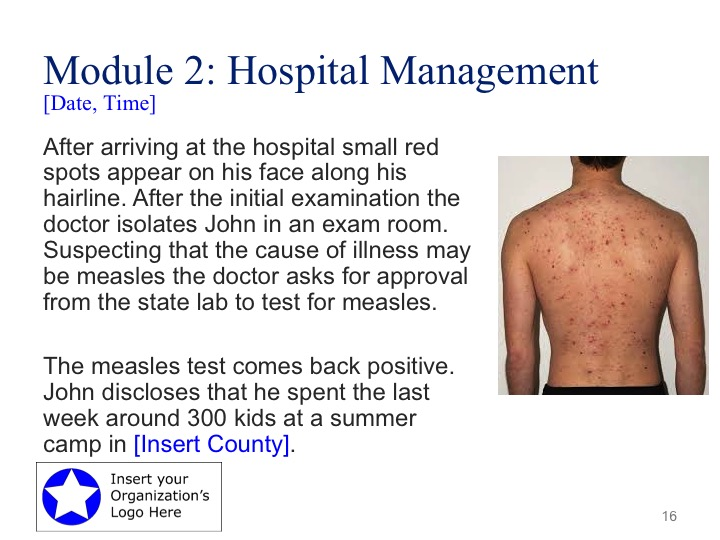 Module 2: Hospital Management
[Date, Time]
After arriving at the hospital small red
spots appear on his face along his
hairline. After the initial examination the
doctor isolates John in an exam room.
Suspecting that the cause of illness may
be measles the doctor asks for approval
from the state lab to test for measles.
The measles test comes back positive.
John discloses that he spent the last
week around 300 kids at a summer
camp in [Insert County].
Insert your
Organization's
Logo Here
16